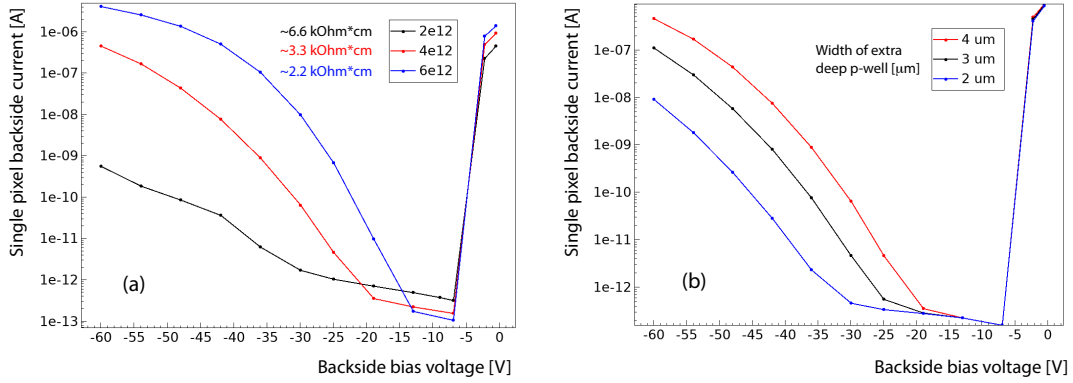 Single pixel backside current [A]
1e-06
1e-07
1e-08
1e-09
1e-10
1e-11
1e-12
1e-13
~6.6 kOhm*cm
~3.3 kOhm*cm
~2.2 kOhm*cm
2e12
4e12
6e12
(a)
-60 -55 -50 -45 -40 -35 -30 -25 -20 -15 -10 -5 0
Backside bias voltage [V]
Single pixel backside current [A]
1e-07
1e-08
1e-09
1e-10
1e-11
1e-12
Width of extra
deep p-well [μm]
4 um
3 um
2 um
(b)
-60 -55 -50 -45 -40 -35 -30 -25 -20 -15 -10 -5 0
Backside bias voltage [V]